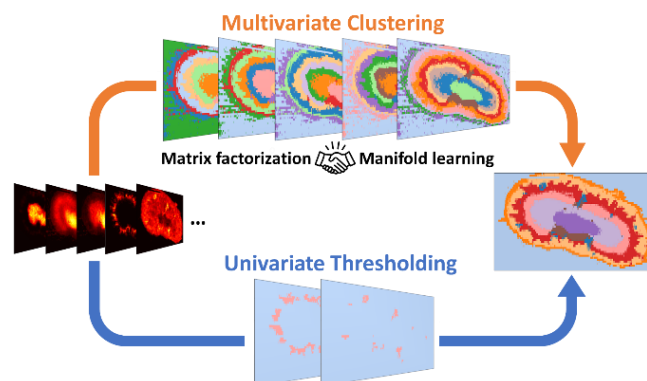 Multivariate Clustering
Matrix factorization Manifold learning
...
Univariate Thresholding